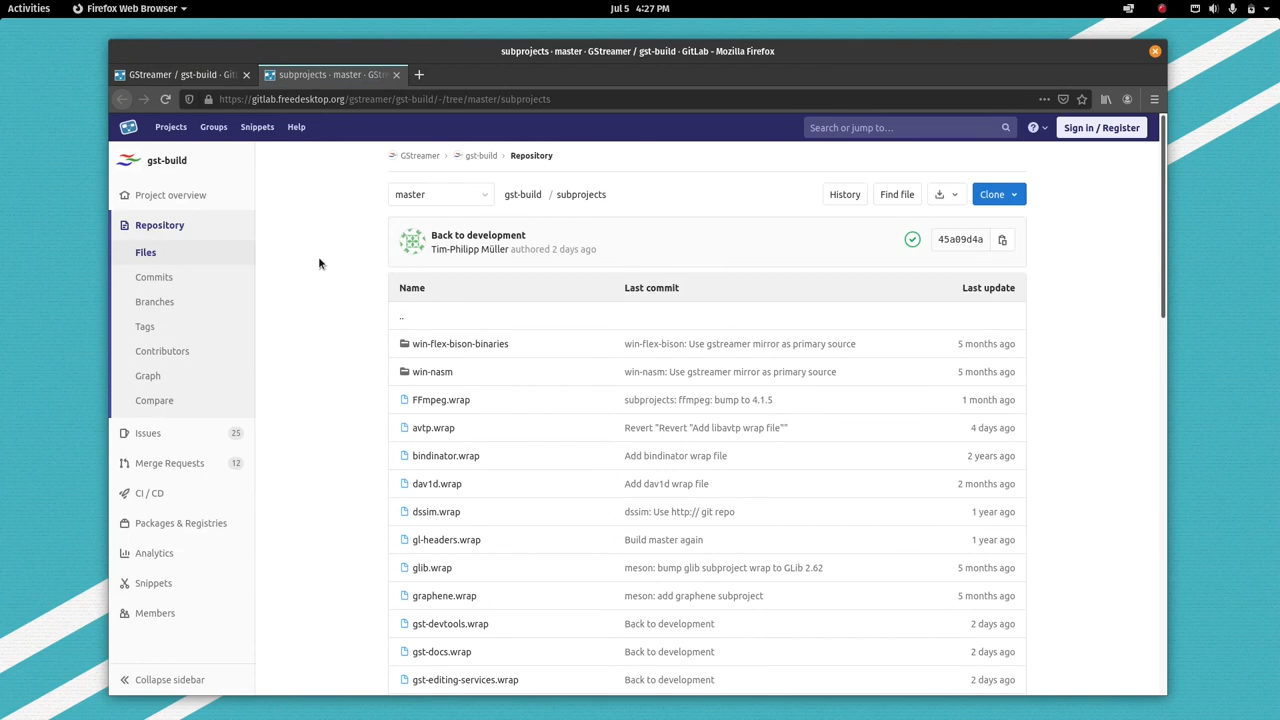 Activities Firefox Web Browser Jul 5 4:27 PM
subprojects · master · GStreamer / gst-build · GitLab - Mozilla Firefox
GStreamer / gst-build · Git subprojects · master · GStre
https://gitlab.freedesktop.org/gstreamer/gst-build/-/tree/master/subprojects
Projects Groups Snippets Help Search or jump to… Sign in / Register
gst-build
Project overview
Repository
Files
Commits
Branches
Tags
Contributors
Graph
Compare
Issues 25
Merge Requests 12
CI / CD
Packages & Registries
Analytics
Snippets
Members
Collapse sidebar
GStreamer › gst-build › Repository
master gst-build / subprojects History Find file Clone
Back to development
Tim-Philipp Müller authored 2 days ago 45a09d4a
Name Last commit Last update
..
win-flex-bison-binaries win-flex-bison: Use gstreamer mirror as primary source 5 months ago
win-nasm win-nasm: Use gstreamer mirror as primary source 5 months ago
FFmpeg.wrap subprojects: ffmpeg: bump to 4.1.5 1 month ago
avtp.wrap Revert "Revert "Add libavtp wrap file"" 4 days ago
bindinator.wrap Add bindinator wrap file 2 years ago
dav1d.wrap Add dav1d wrap file 2 months ago
dssim.wrap dssim: Use http:// git repo 1 year ago
gl-headers.wrap Build master again 1 year ago
glib.wrap meson: bump glib subproject wrap to GLib 2.62 5 months ago
graphene.wrap meson: add graphene subproject 5 months ago
gst-devtools.wrap Back to development 2 days ago
gst-docs.wrap Back to development 2 days ago
gst-editing-services.wrap Back to development 2 days ago